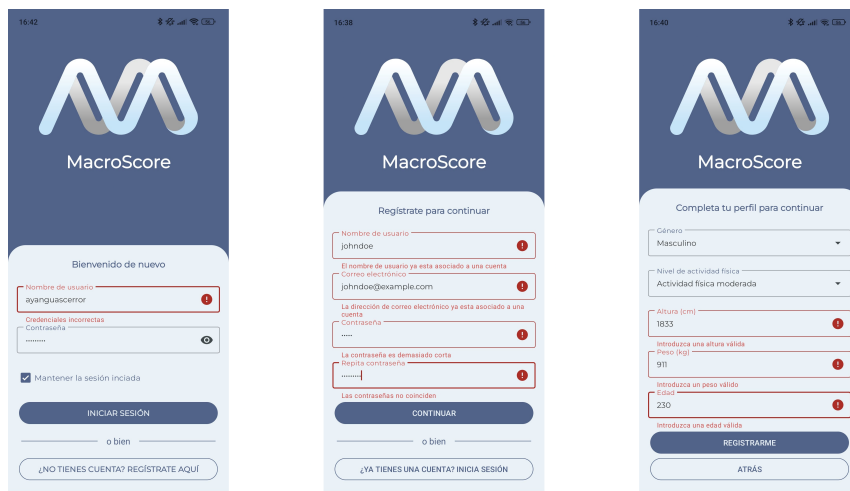 16:42
MacroScore
Bienvenido de nuevo
Nombre de usuario
ayanguascerror
Credenciales incorrectas
Contraseña
Mantener la sesión inciada
INICIAR SESIÓN
o bien
¿NO TIENES CUENTA? REGÍSTRATE AQUÍ
16:38
MacroScore
Regístrate para continuar
Nombre de usuario
johndoe
El nombre de usuario ya esta asociado a una cuenta
Correo electrónico
johndoe@example.com
La dirección de correo electrónico ya esta asociado a una
cuenta
Contraseña
La contraseña es demasiado corta
Repita contraseña
Las contraseñas no coinciden
CONTINUAR
o bien
¿YA TIENES UNA CUENTA? INICIA SESIÓN
16:40
MacroScore
Completa tu perfil para continuar
Género
Masculino
Nivel de actividad física
Actividad física moderada
Altura (cm)
1833
Introduzca una altura válida
Peso (kg)
911
Introduzca un peso válido
Edad
230
Introduzca una edad válida
REGISTRARME
ATRÁS